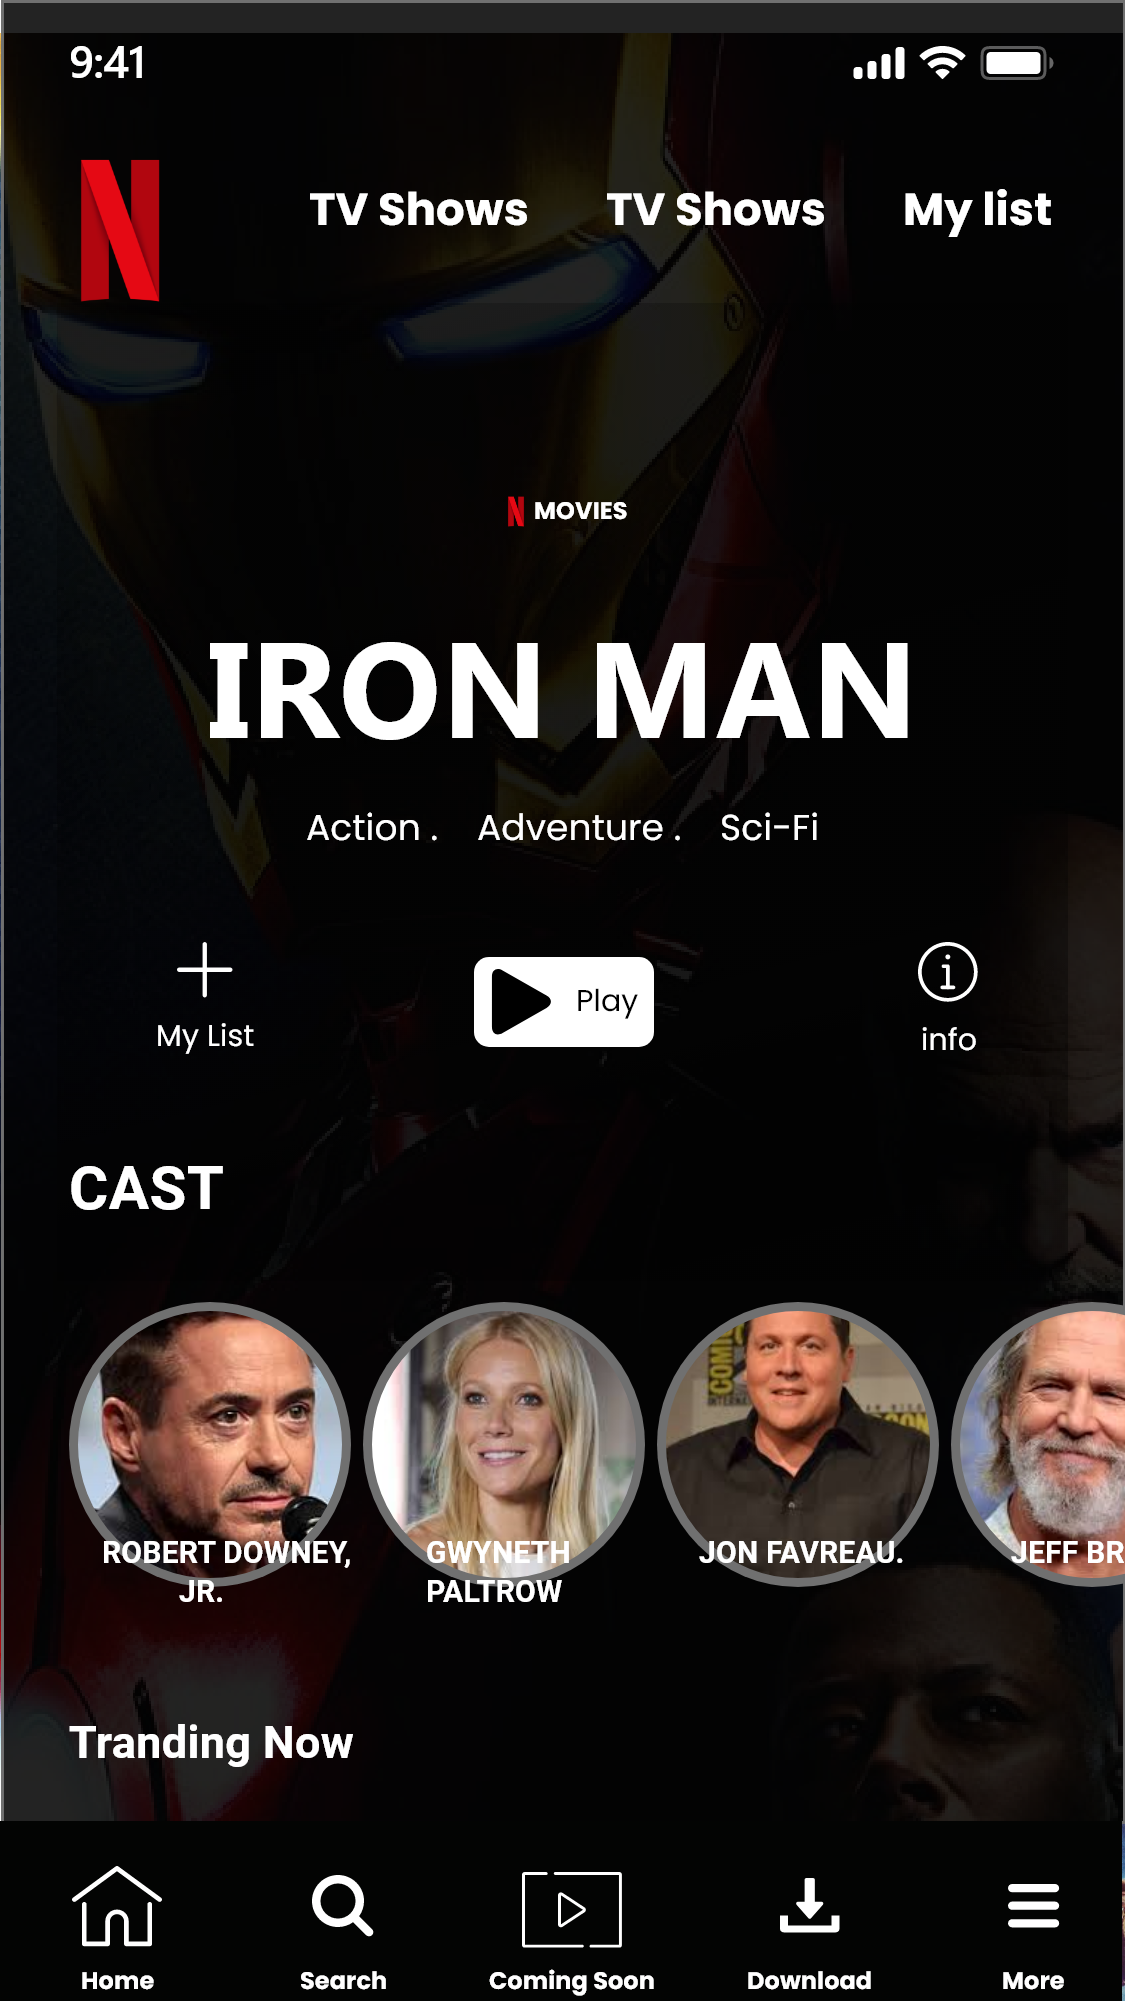 9:41
TV Shows TV Shows My list
N MOVIES
IRON MAN
Action . Adventure . Sci-Fi
My List Play info
CAST
ROBERT DOWNEY,
JR.
GWYNETH
PALTROW
JON FAVREAU.
JEFF BR
Tranding Now
Home Search Coming Soon Download More